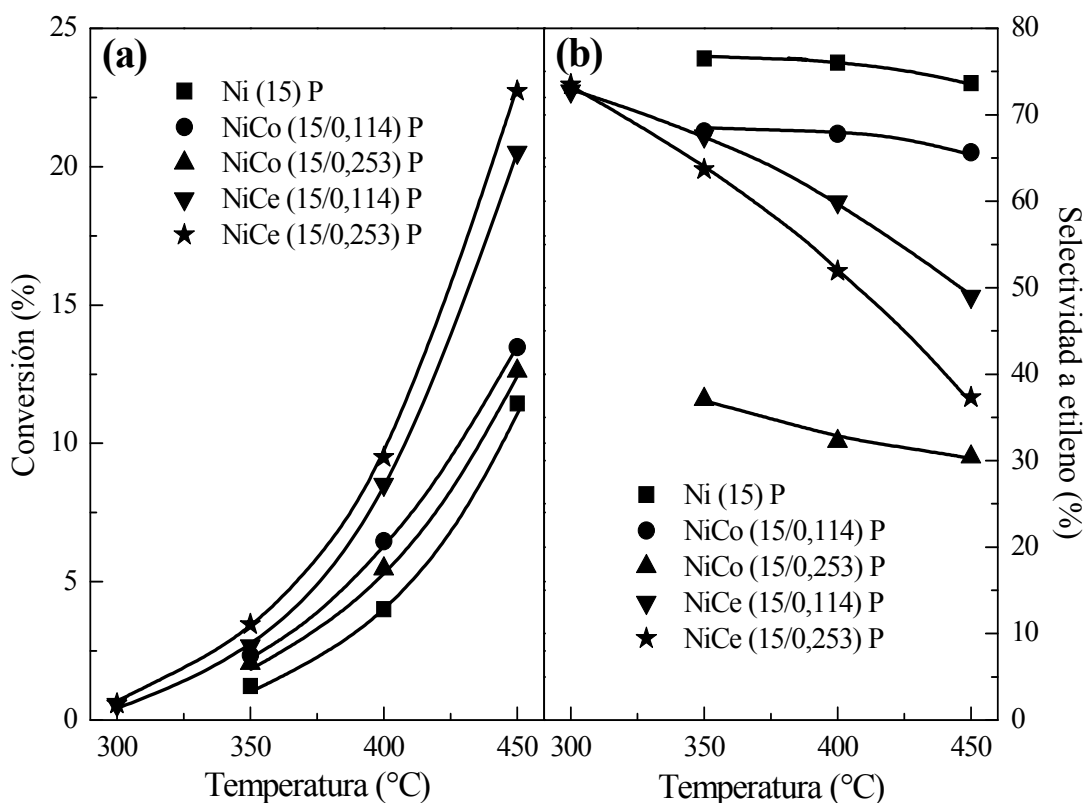 (a)
Ni (15) P
NiCo (15/0,114) P
NiCo (15/0,253) P
NiCe (15/0,114) P
NiCe (15/0,253) P
Conversión (%)
25
20
15
10
5
0
300
350
400
450
Temperatura (°C)
(b)
Ni (15) P
NiCo (15/0,114) P
NiCo (15/0,253) P
NiCe (15/0,114) P
NiCe (15/0,253) P
300
350
400
450
Temperatura (°C)
80
70
60
50
40
30
20
10
0
Selectividad a etileno (%)